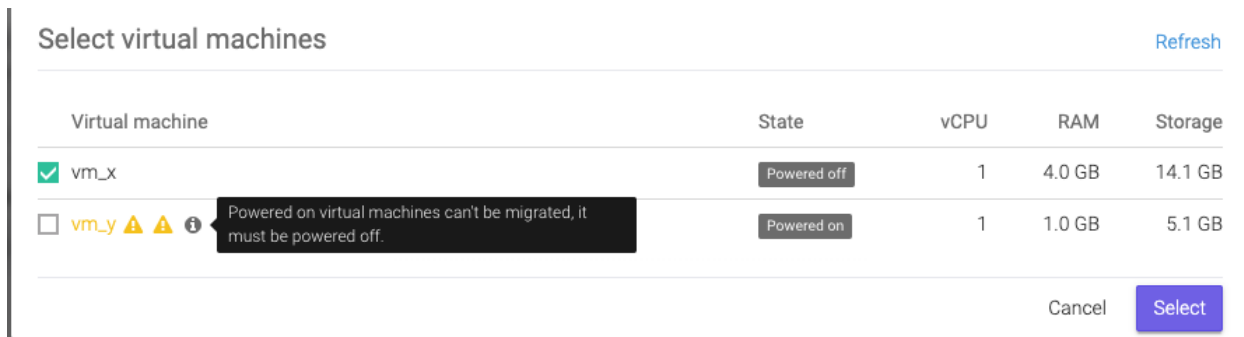 Select virtual machines Refresh
Virtual machine State vCPU RAM Storage
vm_x Powered off 1 4.0 GB 14.1 GB
vm_y Powered on virtual machines can't be migrated, it must be powered off. Powered on 1 1.0 GB 5.1 GB
Cancel Select